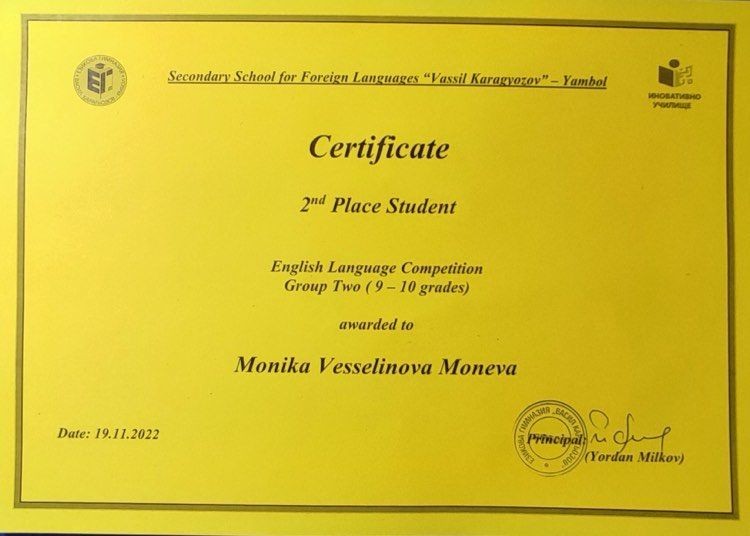 Secondary School for Foreign Languages “Vassil Karagyozov” – Yambol
ЕГ
ИНОВАТИВНО
УЧИЛИЩЕ
Certificate
2nd Place Student
English Language Competition
Group Two ( 9 – 10 grades)
awarded to
Monika Vesselinova Moneva
Date: 19.11.2022
Principal:
(Yordan Milkov)